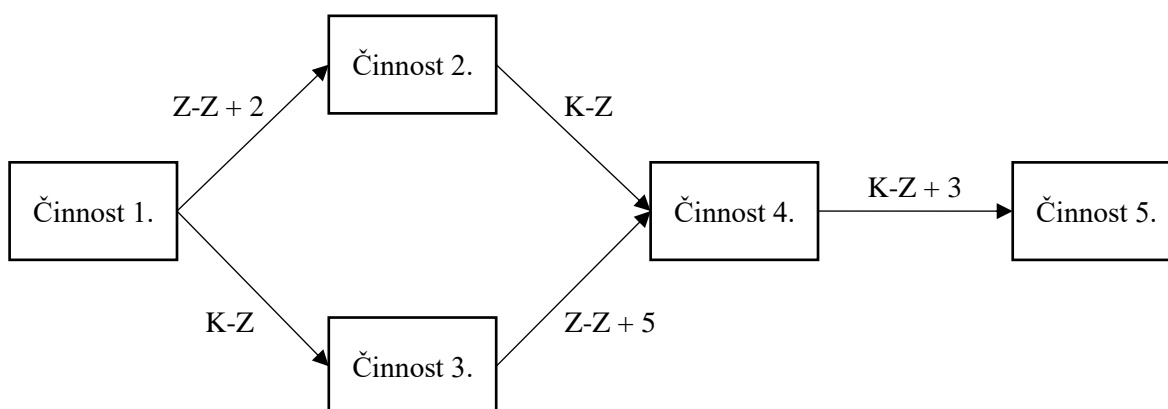 Činnost 2.
Z-Z + 2
K-Z
Činnost 1.
Činnost 4.
K-Z + 3
Činnost 5.
K-Z
Z-Z + 5
Činnost 3.